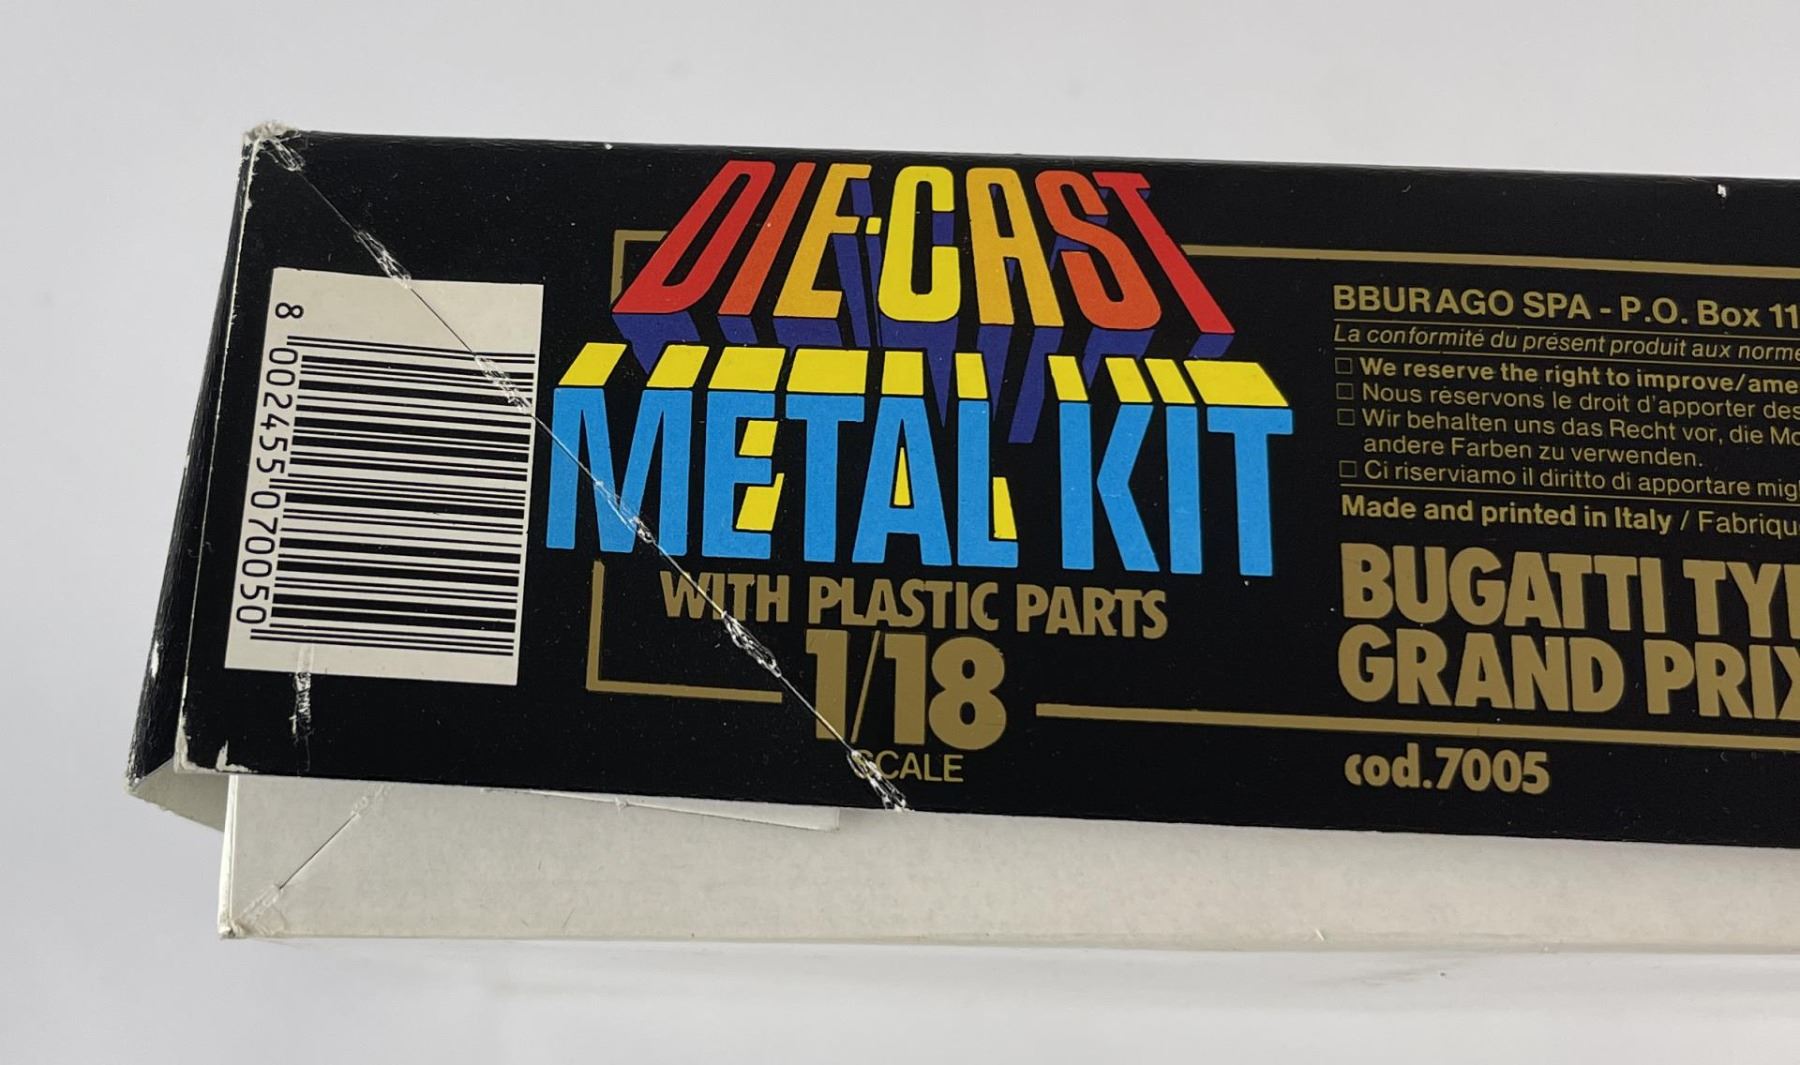 8 002455 070050
DIE-CAST
METAL KIT
WITH PLASTIC PARTS
1/18
SCALE
BBURAGO SPA - P.O. Box 11
La conformité du présent produit aux norme
□ We reserve the right to improve/ame
□ Nous réservons le droit d'apporter des
□ Wir behalten uns das Recht vor, die Mo
andere Farben zu verwenden.
□ Ci riserviamo il diritto di apportare migl
Made and printed in Italy / Fabriqu
BUGATTI TYP
GRAND PRIX
cod.7005